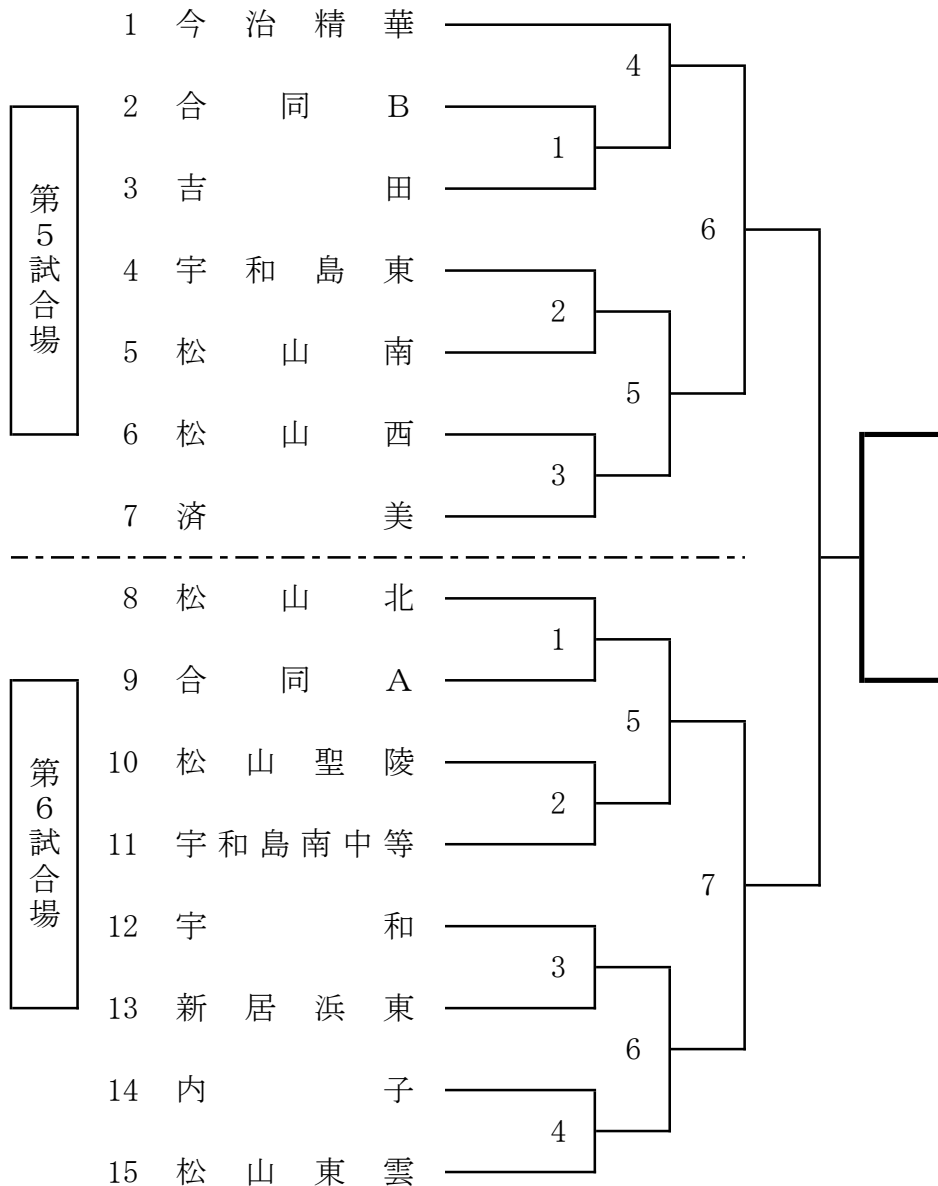 1 今治精華
4
2 合同B
1
3 吉田
第5試合場
6
4 宇和島東
2
5 松山南
5
6 松山西
3
7 済美
8 松山北
1
9 合同A
5
10 松山聖陵
2
第6試合場
11 宇和島南中等
7
12 宇和
3
13 新居浜東
6
14 内子
4
15 松山東雲